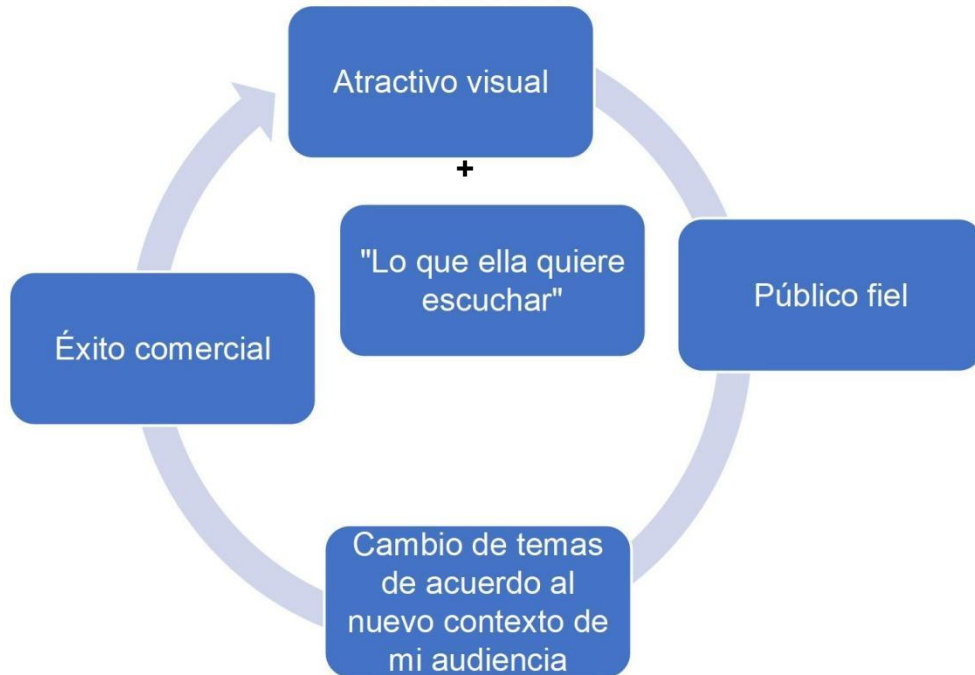 Atractivo visual
+
"Lo que ella quiere
escuchar"
Público fiel
Éxito comercial
Cambio de temas
de acuerdo al
nuevo contexto de
mi audiencia